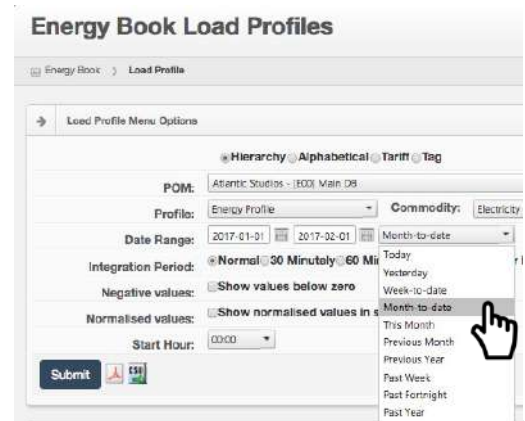 Energy Book Load Profiles
Energy Book > Load Profile
Load Profile Menu Options
Hierarchy Alphabetical Tariff Tag
POM: Atlantic Studios - [E00] Main DB
Profile: Energy Profile Commodity: Electricity
Date Range: 2017-01-01 2017-02-01 Month-to-date
Integration Period: Normal 30 Minutely 60 Mi
Negative values: Show values below zero
Normalised values: Show normalised values in s
Start Hour: 00:00
Today
Yesterday
Week-to-date
Month-to-date
This Month
Previous Month
Previous Year
Past Week
Past Fortnight
Past Year
Submit
CSV